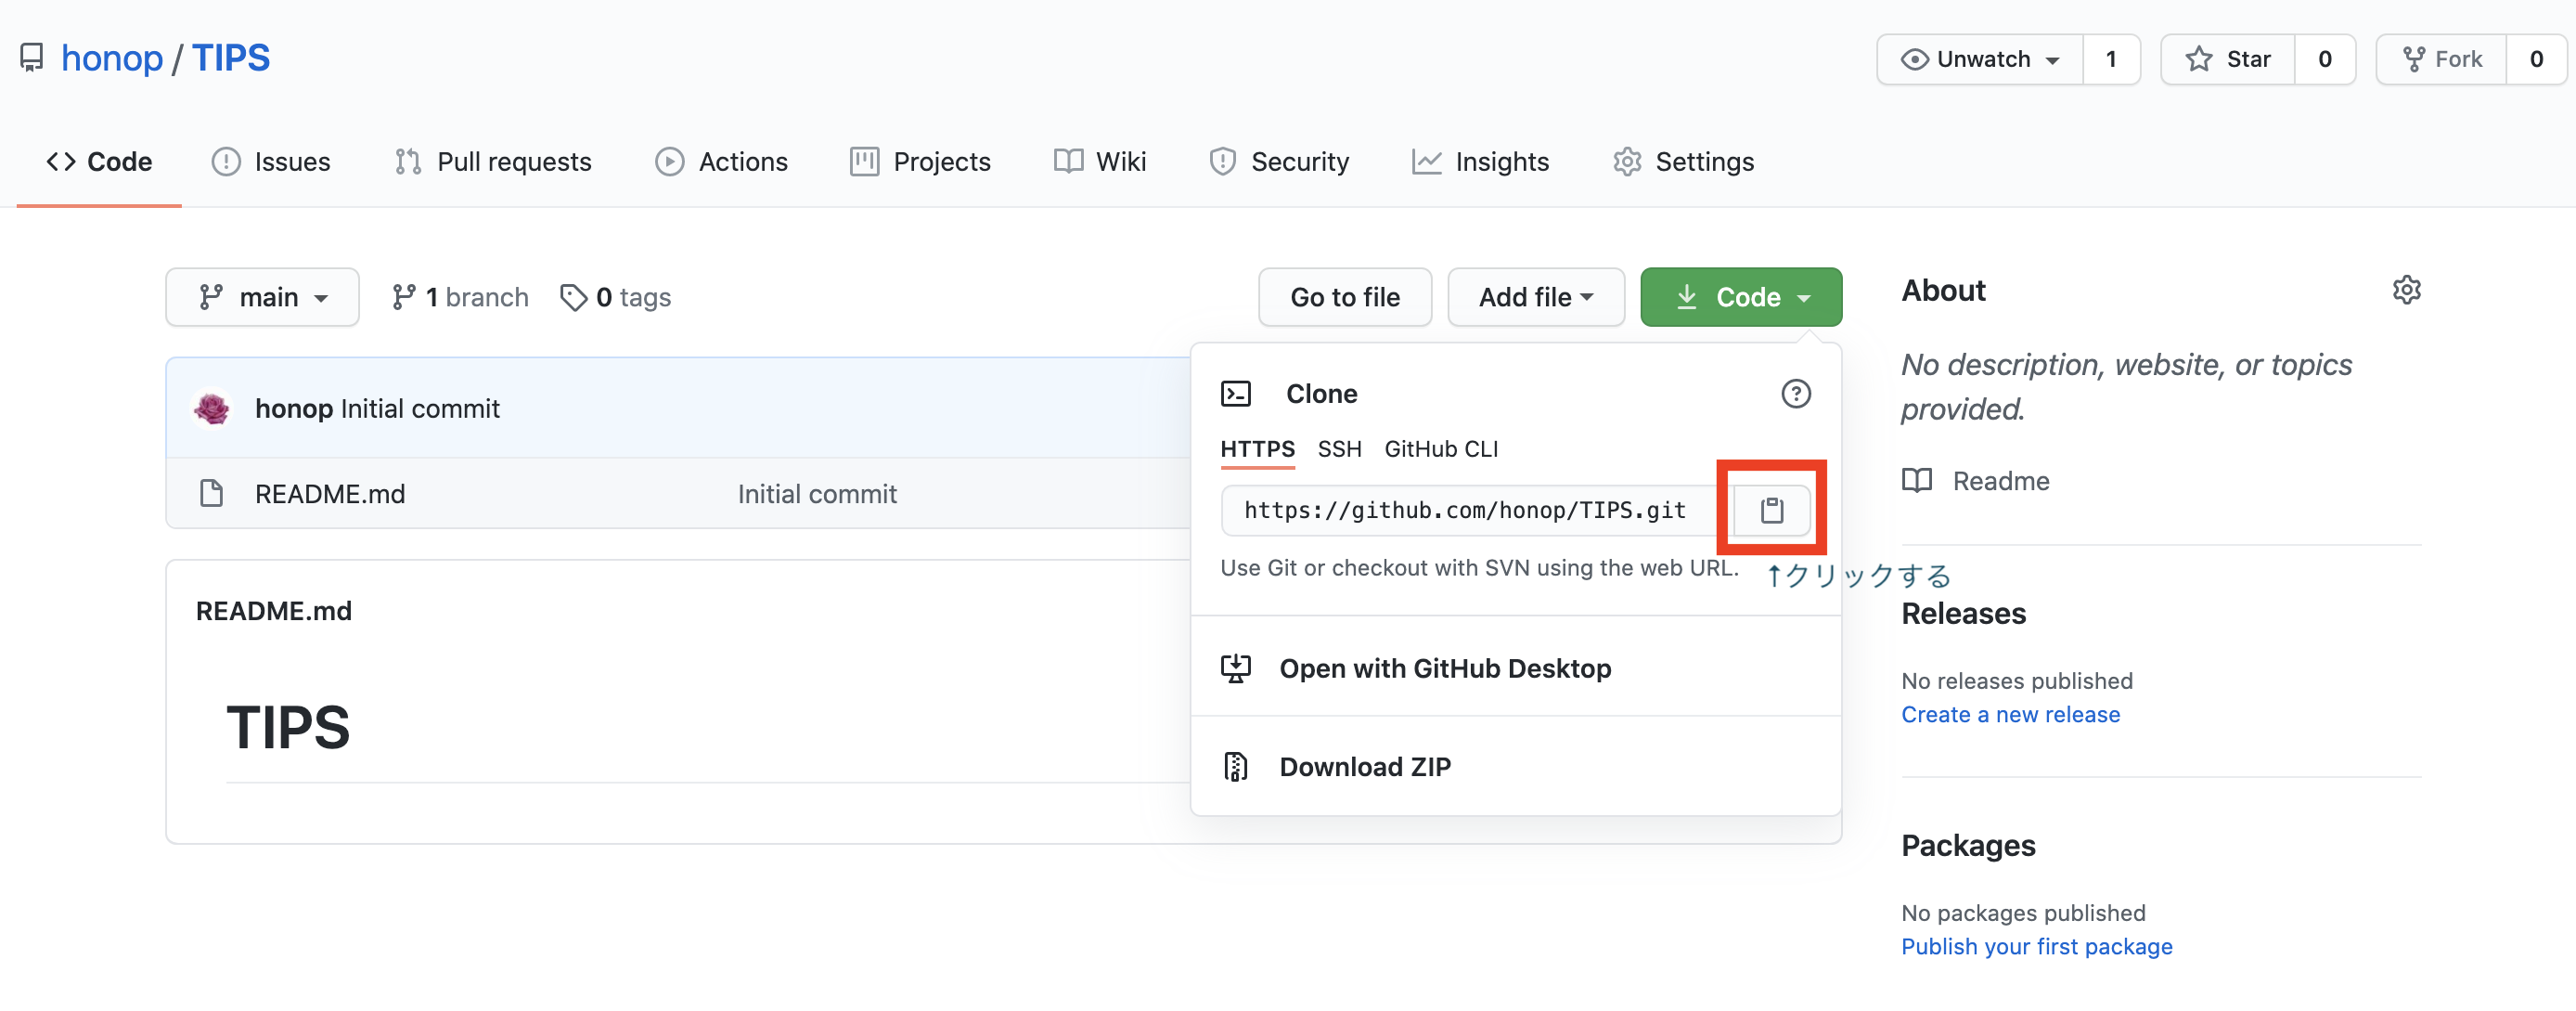 honop / TIPS
Unwatch 1 Star 0 Fork 0
Code Issues Pull requests Actions Projects Wiki Security Insights Settings
main 1 branch 0 tags Go to file Add file Code
honop Initial commit
README.md Initial commit
README.md
TIPS
Clone
HTTPS SSH GitHub CLI
https://github.com/honop/TIPS.git
Use Git or checkout with SVN using the web URL.
↑クリックする
Open with GitHub Desktop
Download ZIP
About
No description, website, or topics
provided.
Readme
Releases
No releases published
Create a new release
Packages
No packages published
Publish your first package